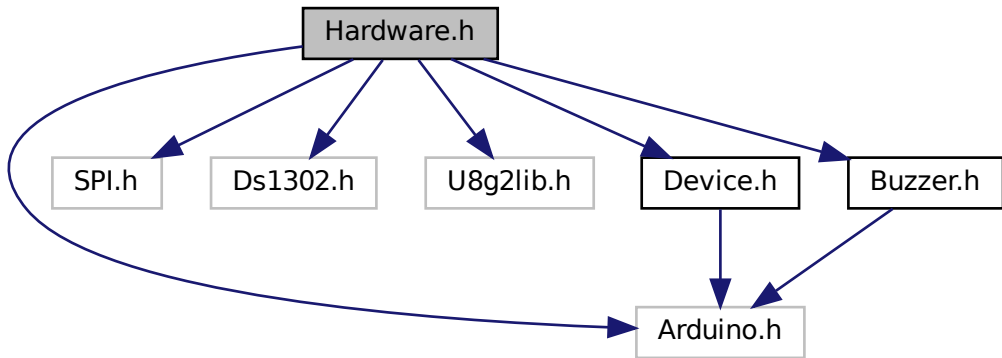 Hardware.h
SPI.h
Ds1302.h
U8g2lib.h
Device.h
Buzzer.h
Arduino.h